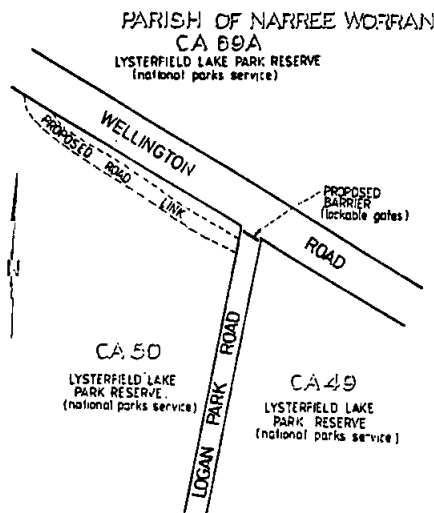 PARISH OF NARREE WORRAN
CA 69A
LYSTERFIELD LAKE PARK RESERVE
(national parks service)
WELLINGTON
ROAD
PROPOSED ROAD LINK
PROPOSED
BARRIER
(lockable gates)
N
CA 50
LYSTERFIELD LAKE
PARK RESERVE.
(national parks service)
LOGAN PARK ROAD
CA 49
LYSTERFIELD LAKE
PARK RESERVE
(national parks service)